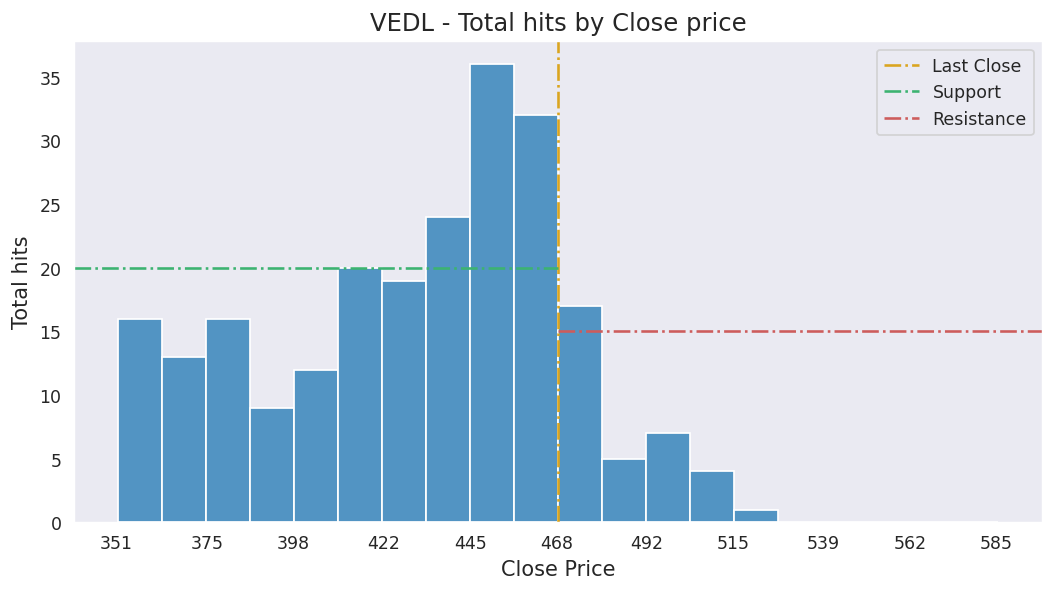 VEDL - Total hits by Close price
Last Close
Support
Resistance
Total hits
35
30
25
20
15
10
5
0
351 375 398 422 445 468 492 515 539 562 585
Close Price